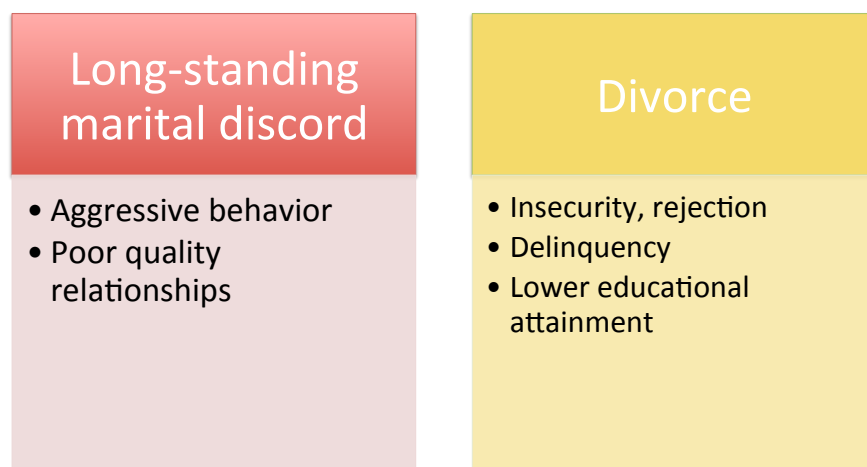 Long-standing
marital discord
• Aggressive behavior
• Poor quality
relationships
Divorce
• Insecurity, rejection
• Delinquency
• Lower educational
attainment